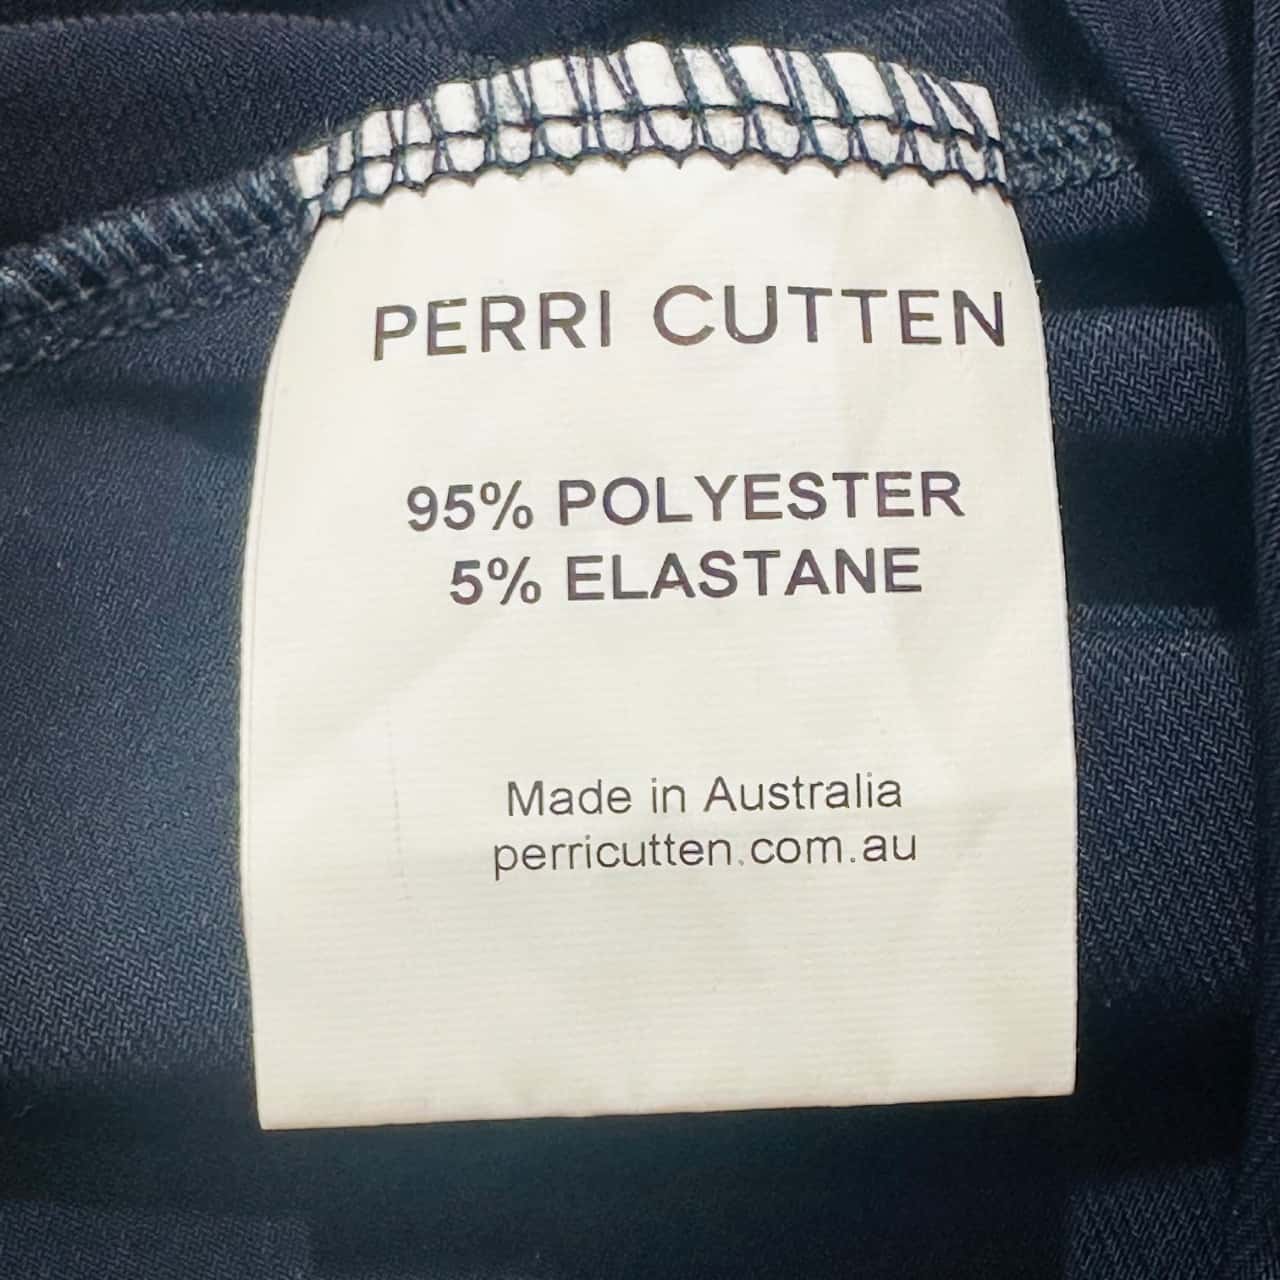 PERRI CUTTEN
95% POLYESTER
5% ELASTANE
Made in Australia
perricutten.com.au